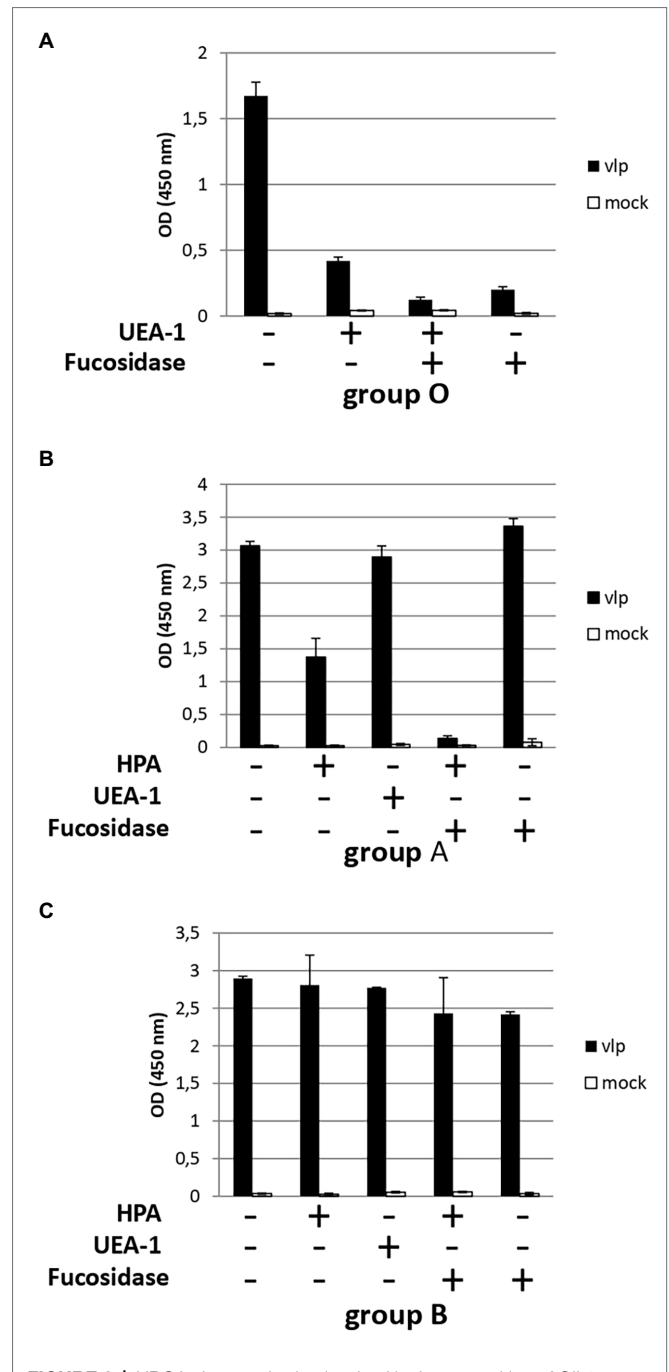 A
2
1,5
1
0,5
0
OD (450 nm)
vlp
mock
UEA-1 - + + -
Fucosidase - - + +
group O
B
4
3,5
3
2,5
2
1,5
1
0,5
0
OD (450 nm)
vlp
mock
HPA - + - + -
UEA-1 - - + - -
Fucosidase - - - + +
group A
C
3,5
3
2,5
2
1,5
1
0,5
0
OD (450 nm)
vlp
mock
HPA - + - + -
UEA-1 - - + - -
Fucosidase - - - + +
group B